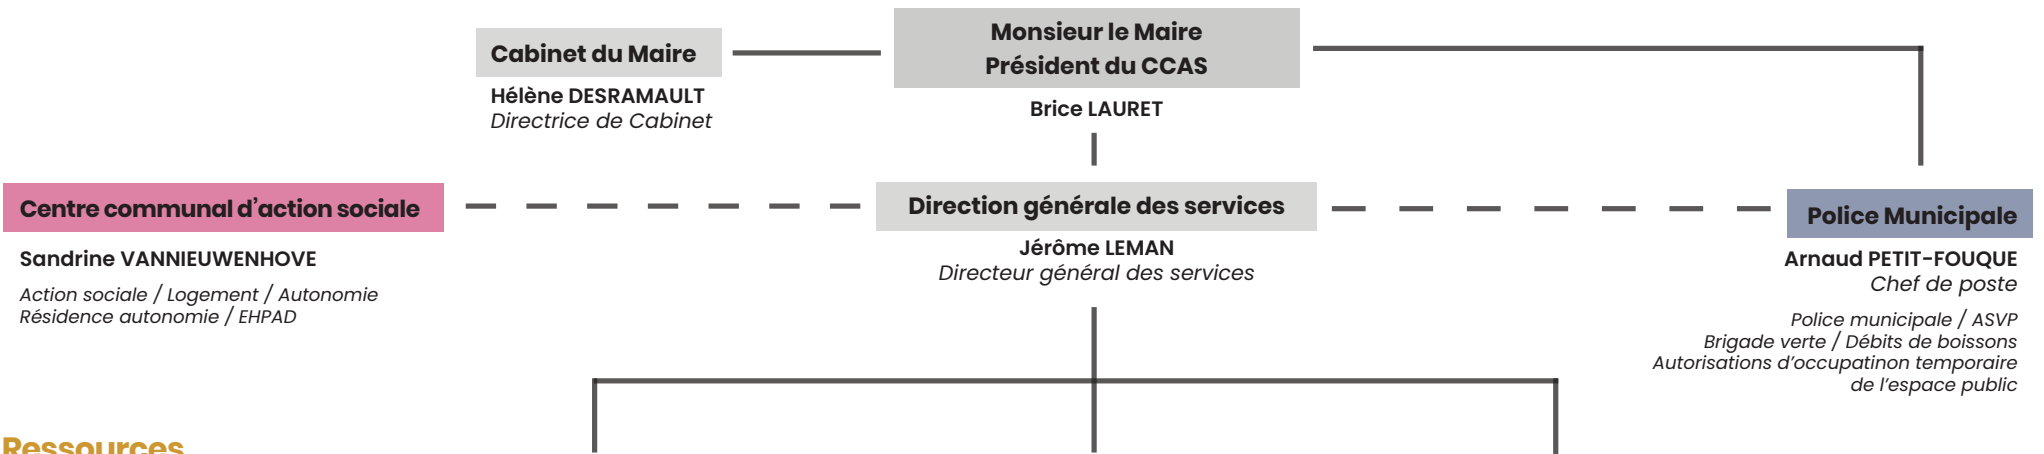 Cabinet du Maire
Hélène DESRAMAULT
Directrice de Cabinet
Monsieur le Maire
Président du CCAS
Brice LAURET
Centre communal d’action sociale
Sandrine VANNIEUWENHOVE
Action sociale / Logement / Autonomie
Résidence autonomie / EHPAD
Direction générale des services
Jérôme LEMAN
Directeur général des services
Police Municipale
Arnaud PETIT-FOUQUE
Chef de poste
Police municipale / ASVP
Brigade verte / Débits de boissons
Autorisations d’occupatinon temporaire
de l’espace public
Ressources